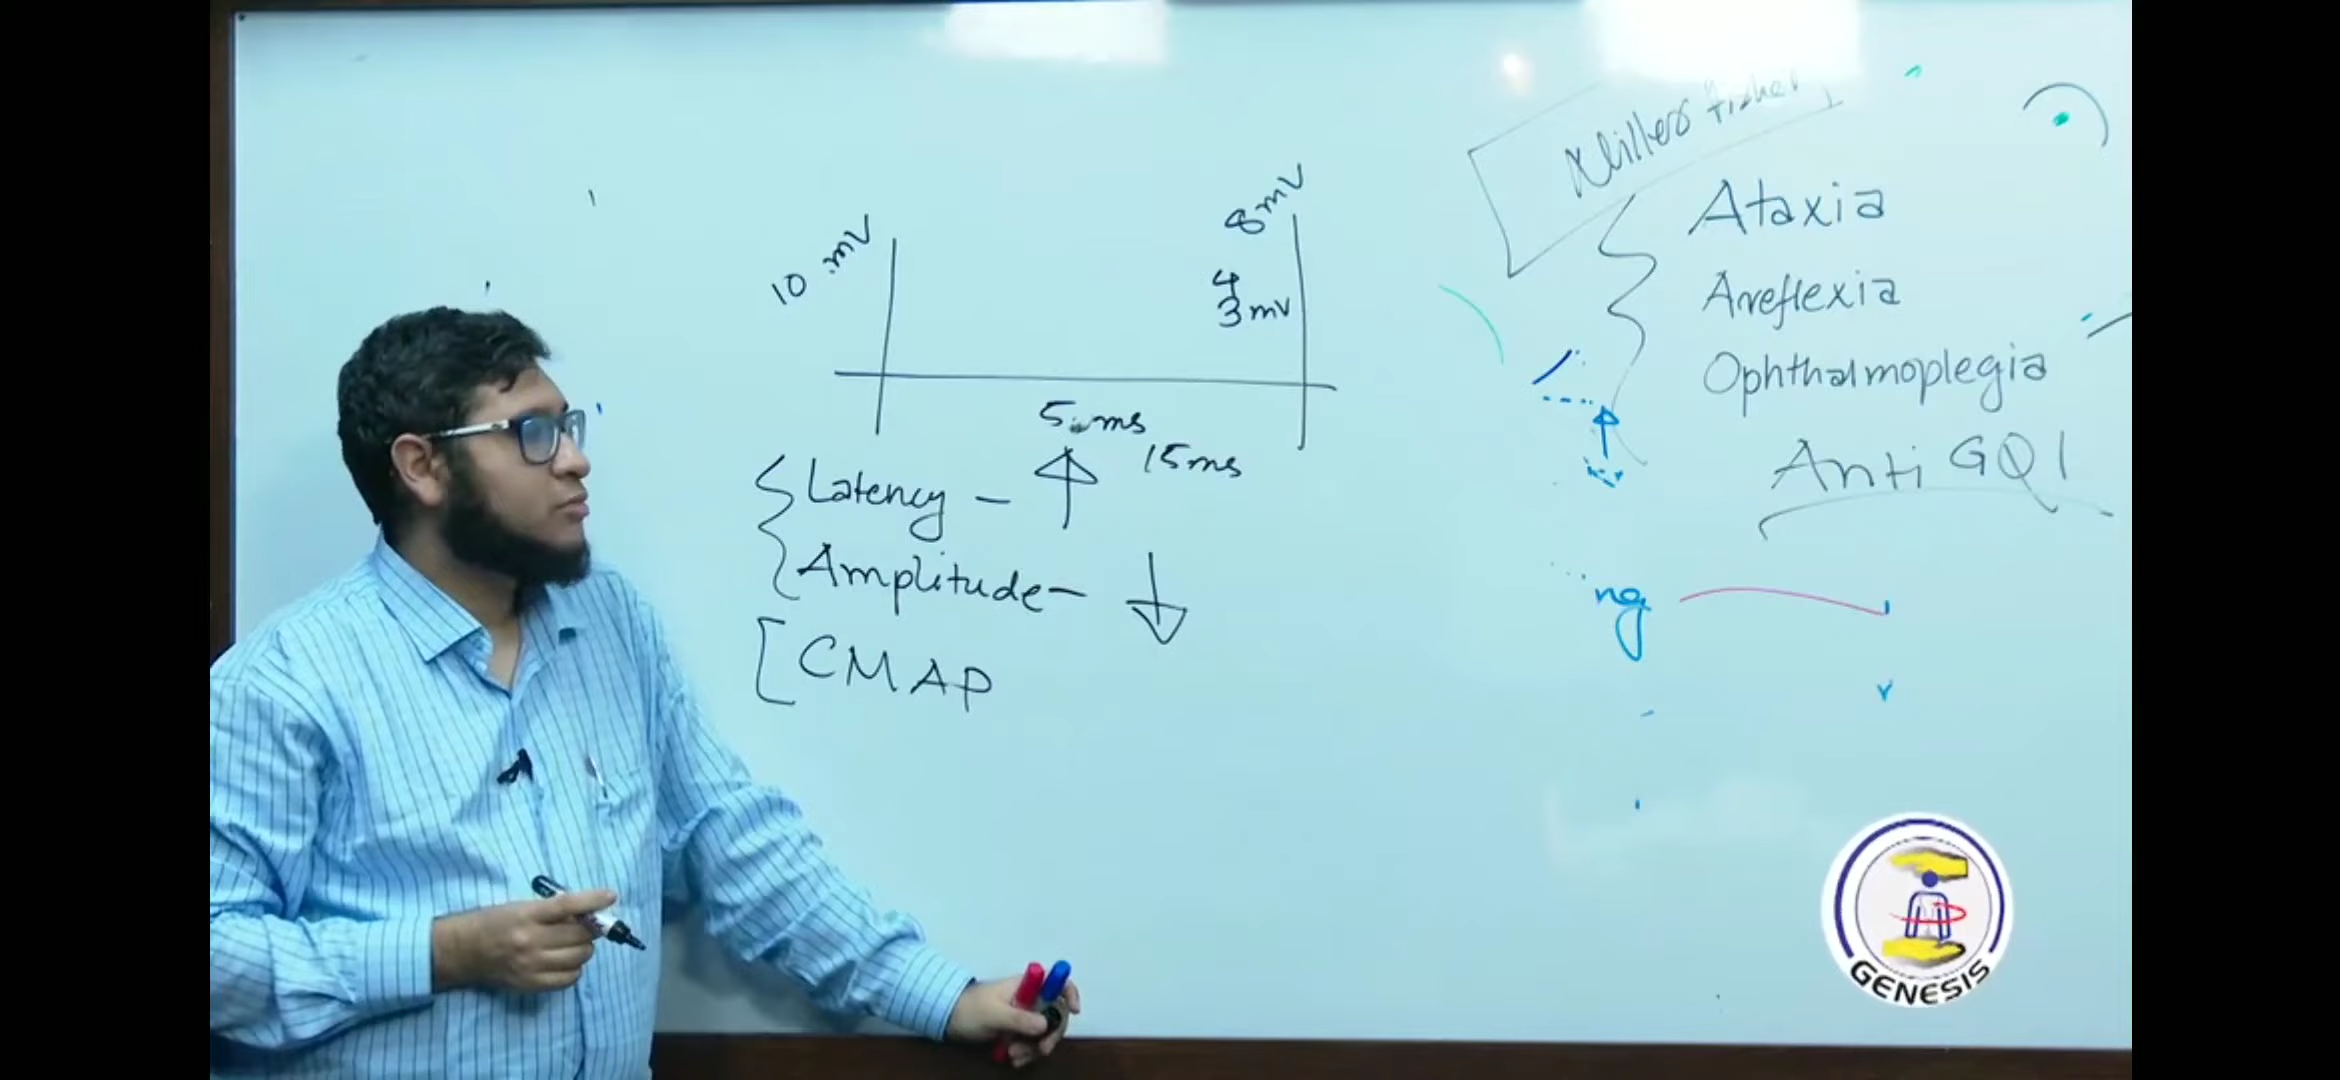 10 mV
8mV
4
3mV
5 ms
15ms
Latency -
Amplitude-
CMAP
Millers Fisher
Ataxia
Areflexia
Ophthalmoplegia
Anti GQ1
ng
GENESIS